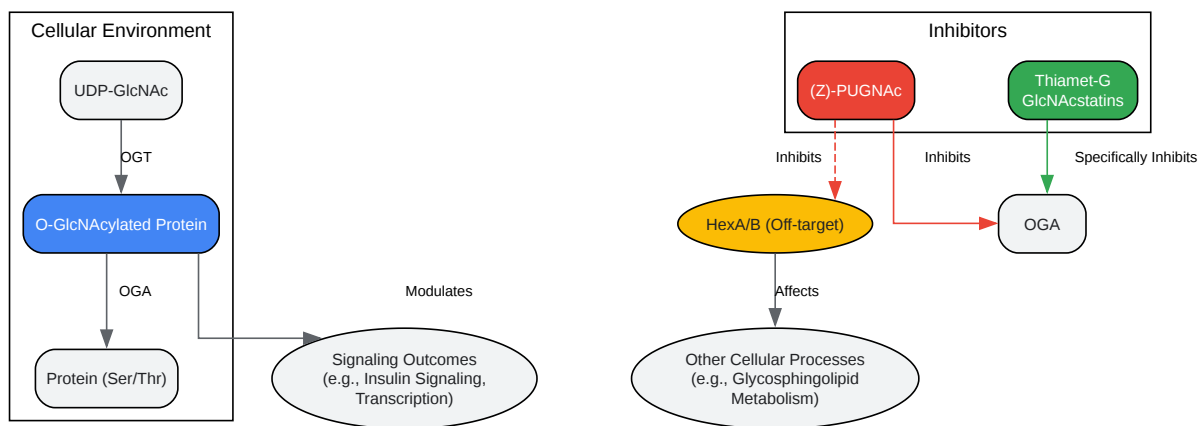 Cellular Environment
UDP-GlcNAc
OGT
O-GlcNAcylated Protein
OGA
Protein (Ser/Thr)
Modulates
Signaling Outcomes
(e.g., Insulin Signaling,
Transcription)
Inhibitors
(Z)-PUGNAc
Thiamet-G
GlcNAcstatins
Inhibits
Inhibits
Specifically Inhibits
HexA/B (Off-target)
OGA
Affects
Other Cellular Processes
(e.g., Glycosphingolipid
Metabolism)